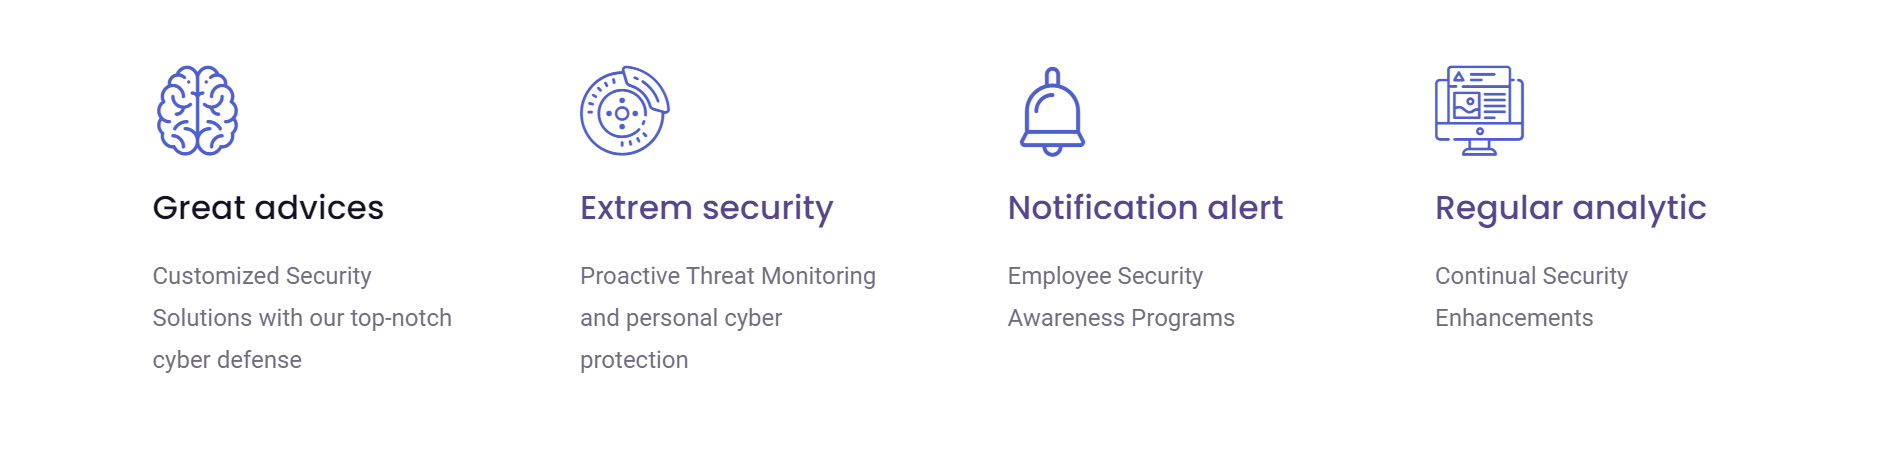 Great advices
Customized Security
Solutions with our top-notch
cyber defense
Extrem security
Proactive Threat Monitoring
and personal cyber
protection
Notification alert
Employee Security
Awareness Programs
Regular analytic
Continual Security
Enhancements